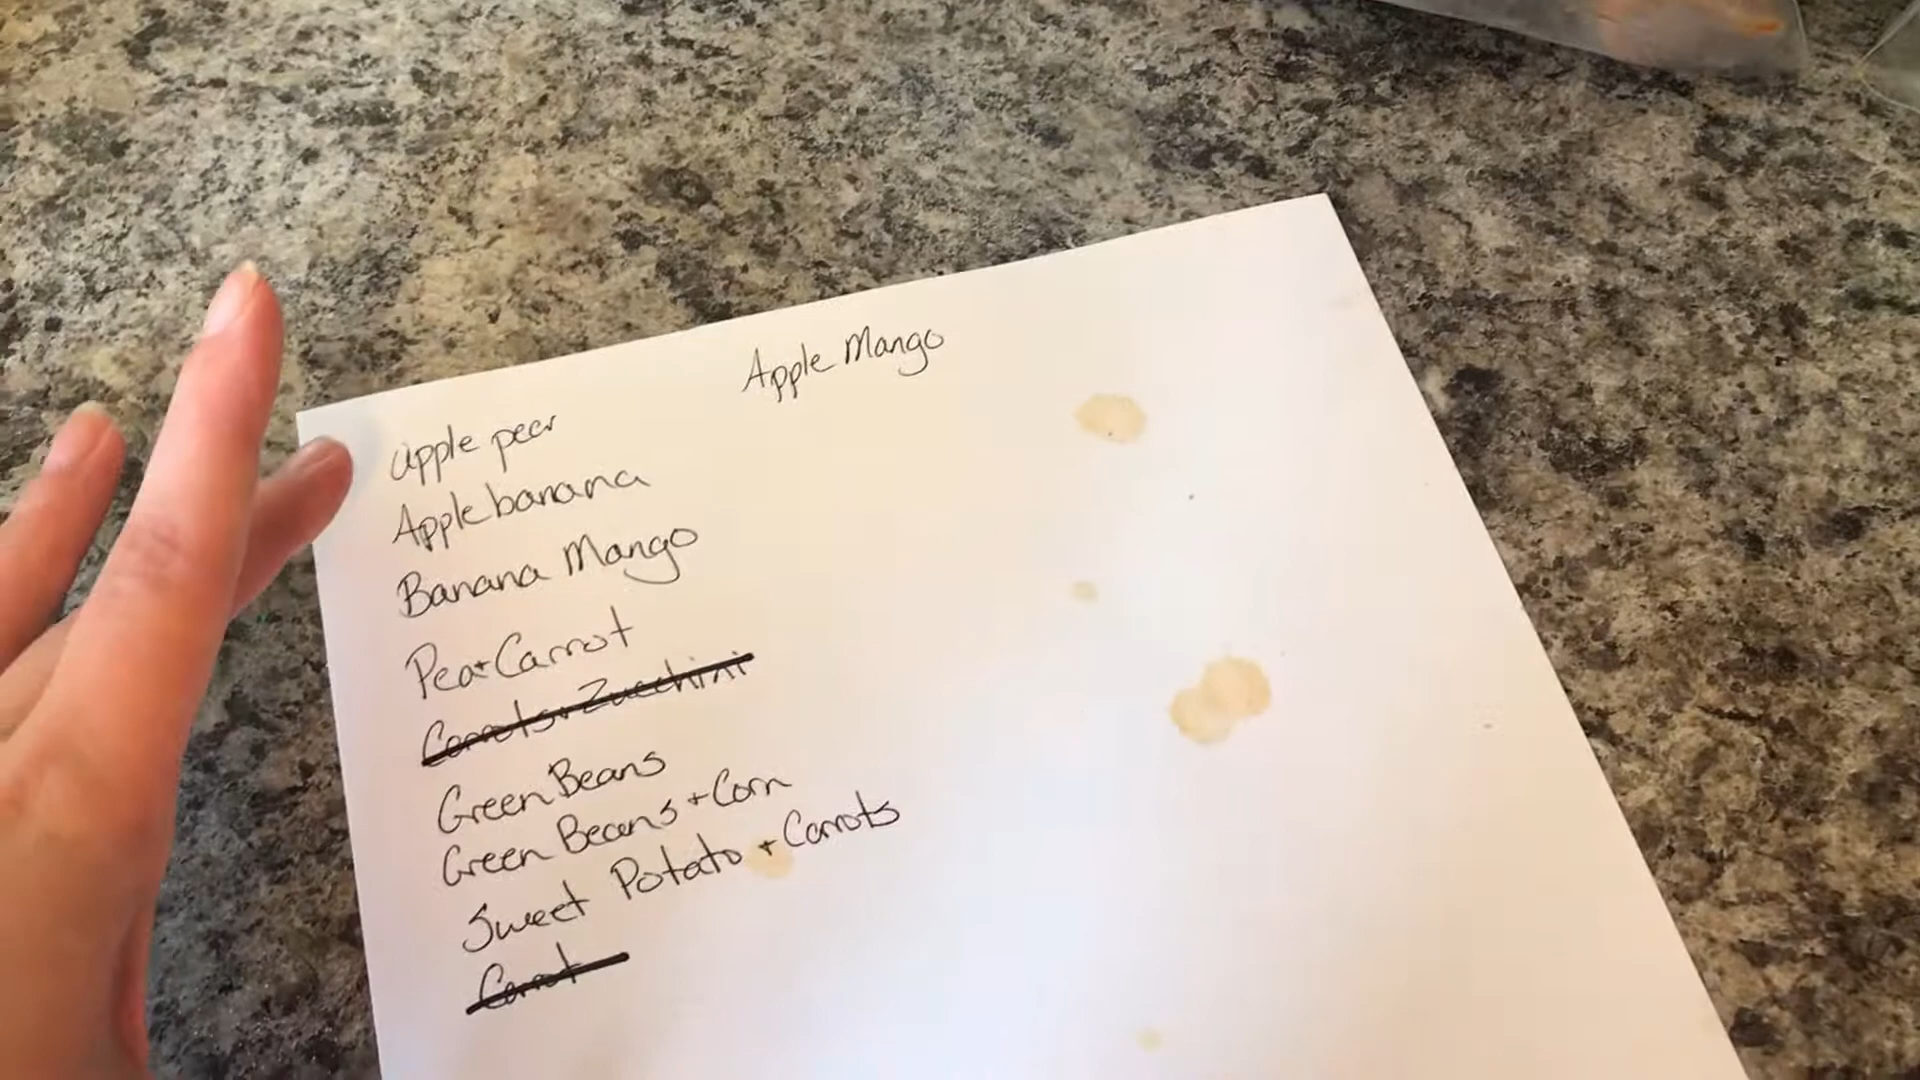 Apple Mango
apple pear
Apple banana
Banana Mango
Pea + Carrot
Carrots + Zucchini
Green Beans
Green Beans + Corn
Sweet Potato + Carrots
Carrot